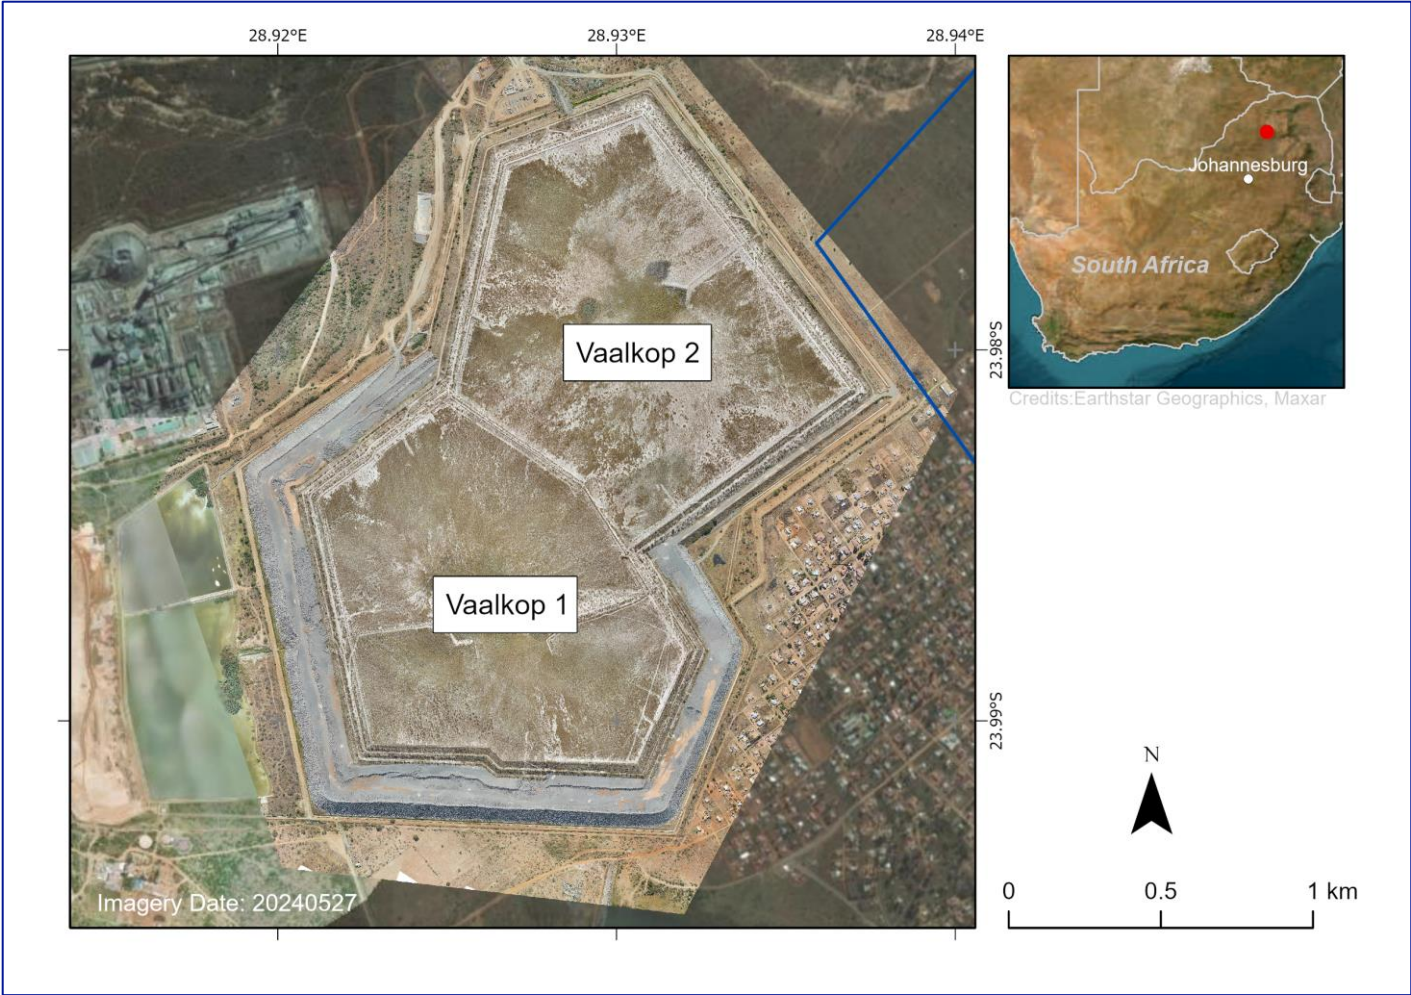 28.92°E
28.93°E
28.94°E
Johannesburg
South Africa
Vaalkop 2
23.98°S
Credits:Earthstar Geographics, Maxar
Vaalkop 1
23.99°S
N
0 0.5 1 km
Imagery Date: 20240527